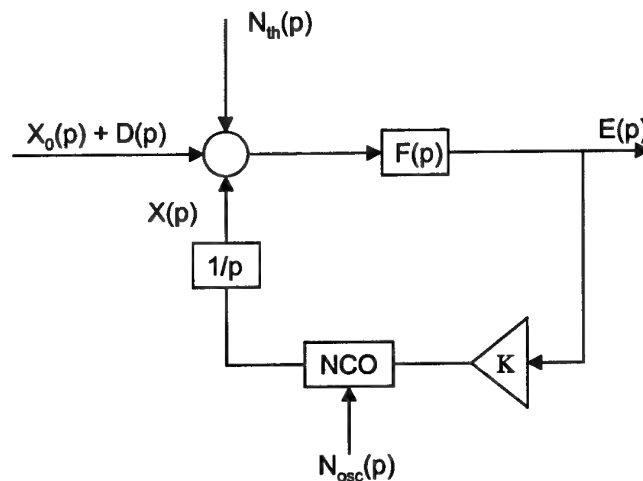 N_th(p)
X_0(p) + D(p)
F(p)
E(p)
X(p)
1/p
NCO
K
N_osc(p)